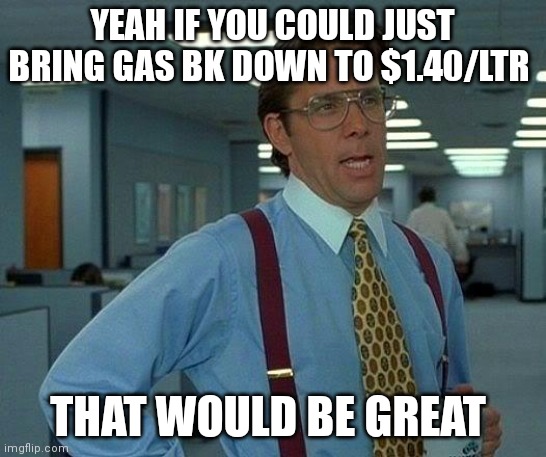 YEAH IF YOU COULD JUST
BRING GAS BK DOWN TO $1.40/LTR
THAT WOULD BE GREAT
imgflip.com